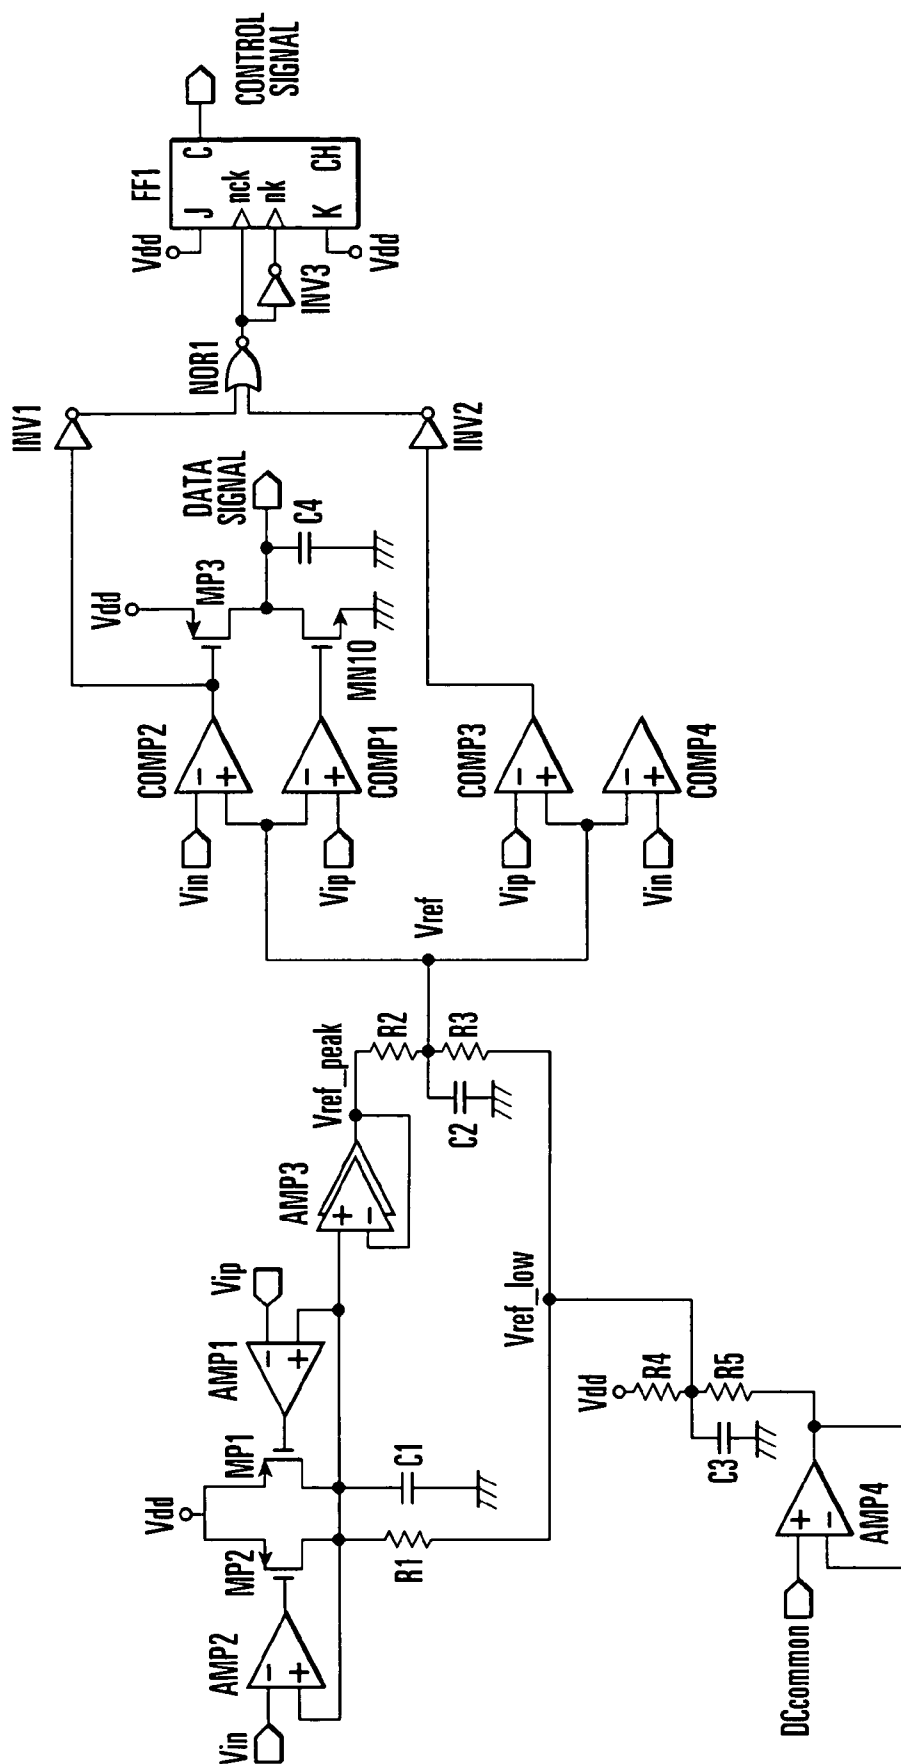 Vin
AMP2
−
+
MP2
Vdd
MP1
AMP1
−
+
Vip
R1
C1
AMP3
+
−
Vref_peak
R2
R3
C2
Vref_low
Vdd
R4
R5
C3
DCcommon
+
−
AMP4
Vref
Vin
COMP2
−
+
Vip
COMP1
−
+
Vip
COMP3
−
+
Vin
COMP4
−
+
Vdd
MP3
MN10
C4
DATA
SIGNAL
INV1
INV2
NOR1
INV3
Vdd
FF1
J
C
nck
nk
K
CH
Vdd
CONTROL
SIGNAL